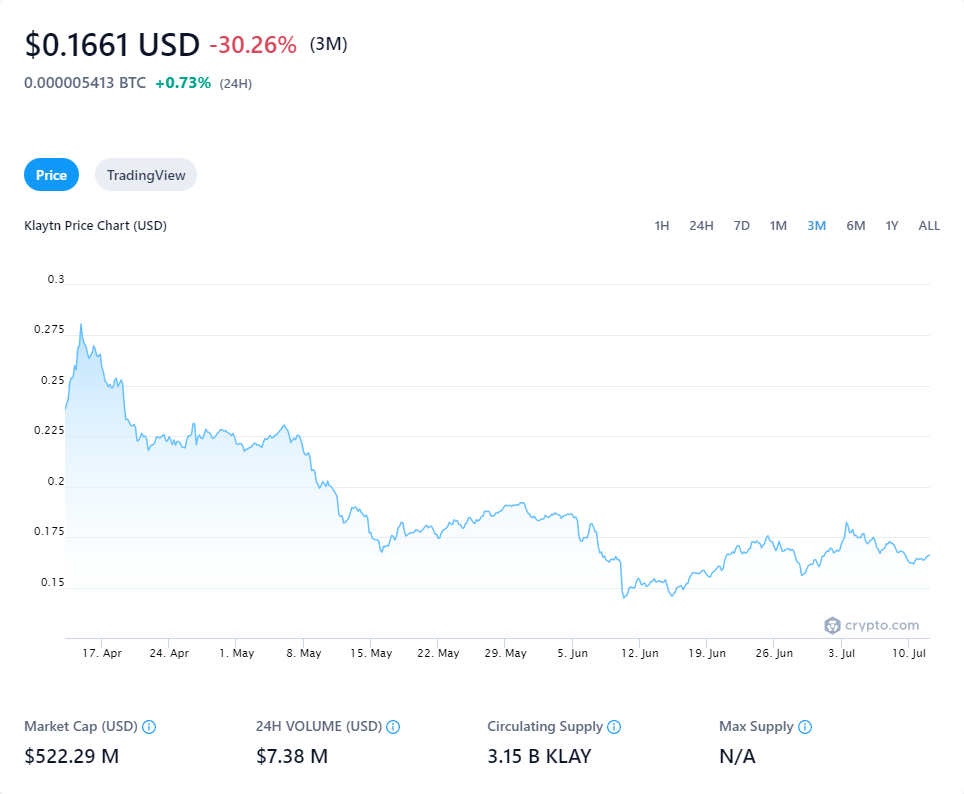 $0.1661 USD -30.26% (3M)
0.000005413 BTC +0.73% (24H)
Price TradingView
Klaytn Price Chart (USD) 1H 24H 7D 1M 3M 6M 1Y ALL
0.3
0.275
0.25
0.225
0.2
0.175
0.15
crypto.com
17. Apr 24. Apr 1. May 8. May 15. May 22. May 29. May 5. Jun 12. Jun 19. Jun 26. Jun 3. Jul 10. Jul
Market Cap (USD) 24H VOLUME (USD) Circulating Supply Max Supply
$522.29 M $7.38 M 3.15 B KLAY N/A